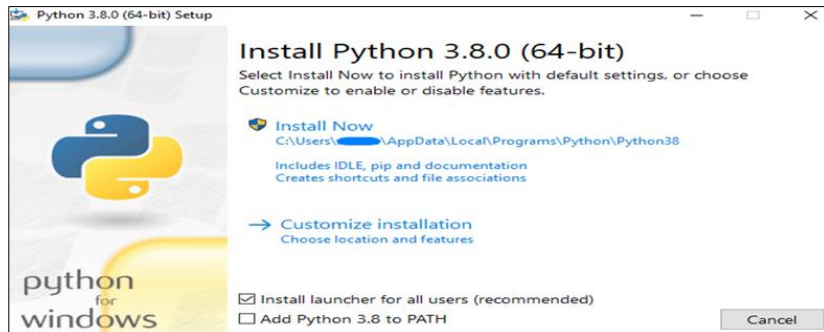 Python 3.8.0 (64-bit) Setup
Install Python 3.8.0 (64-bit)
Select Install Now to install Python with default settings, or choose
Customize to enable or disable features.
Install Now
C:\Users\ \AppData\Local\Programs\Python\Python38
Includes IDLE, pip and documentation
Creates shortcuts and file associations
Customize installation
Choose location and features
python
for
windows
Install launcher for all users (recommended)
Add Python 3.8 to PATH
Cancel